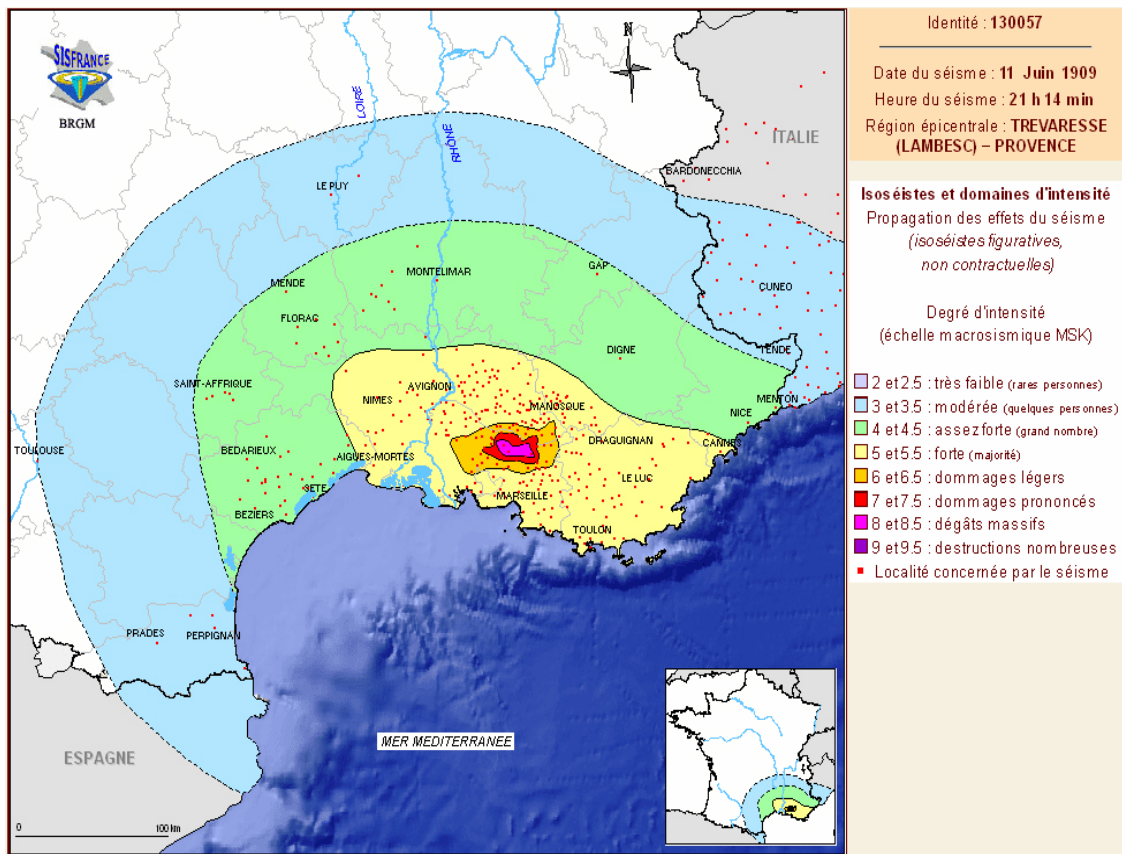 SISFRANCE
BRGM
N
LOIRE
RHÔNE
ITALIE
BARDONECCHIA
LE PUY
MONTELIMAR
GAP
MENDE
CUNEO
FLORAC
DIGNE
TENDE
SAINT-AFFRIQUE
AVIGNON
NIMES
MANOSQUE
MENTON
NICE
TOULOUSE
BEDARIEUX
DRAGUIGNAN
CANNES
AIGUES-MORTES
LE LUC
SETE
MARSEILLE
BEZIERS
TOULON
PRADES
PERPIGNAN
MER MEDITERRANEE
ESPAGNE
0
100 km
Identité : 130057
Date du séisme : 11 Juin 1909
Heure du séisme : 21 h 14 min
Région épicentrale : TREVARESSE
(LAMBESC) – PROVENCE
Isoséistes et domaines d'intensité
Propagation des effets du séisme
(isoséistes figuratives,
non contractuelles)
Degré d'intensité
(échelle macrosismique MSK)
2 et 2.5 : très faible (rares personnes)
3 et 3.5 : modérée (quelques personnes)
4 et 4.5 : assez forte (grand nombre)
5 et 5.5 : forte (majorité)
6 et 6.5 : dommages légers
7 et 7.5 : dommages prononcés
8 et 8.5 : dégâts massifs
9 et 9.5 : destructions nombreuses
Localité concernée par le séisme